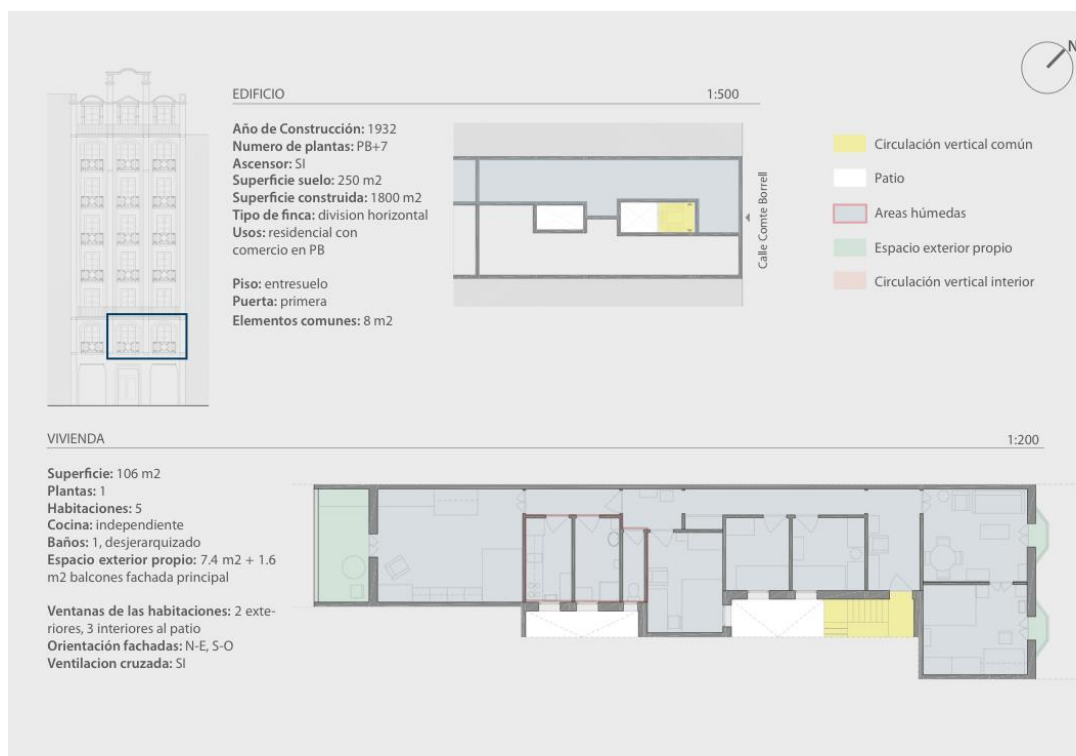 N
EDIFICIO
1:500
Año de Construcción: 1932
Numero de plantas: PB+7
Ascensor: SI
Superficie suelo: 250 m2
Superficie construida: 1800 m2
Tipo de finca: division horizontal
Usos: residencial con
comercio en PB
Piso: entresuelo
Puerta: primera
Elementos comunes: 8 m2
Calle Comte Borrell
Circulación vertical común
Patio
Areas húmedas
Espacio exterior propio
Circulación vertical interior
VIVIENDA
1:200
Superficie: 106 m2
Plantas: 1
Habitaciones: 5
Cocina: independiente
Baños: 1, desjerarquizado
Espacio exterior propio: 7.4 m2 + 1.6
m2 balcones fachada principal
Ventanas de las habitaciones: 2 exte-
riores, 3 interiores al patio
Orientación fachadas: N-E, S-O
Ventilacion cruzada: SI